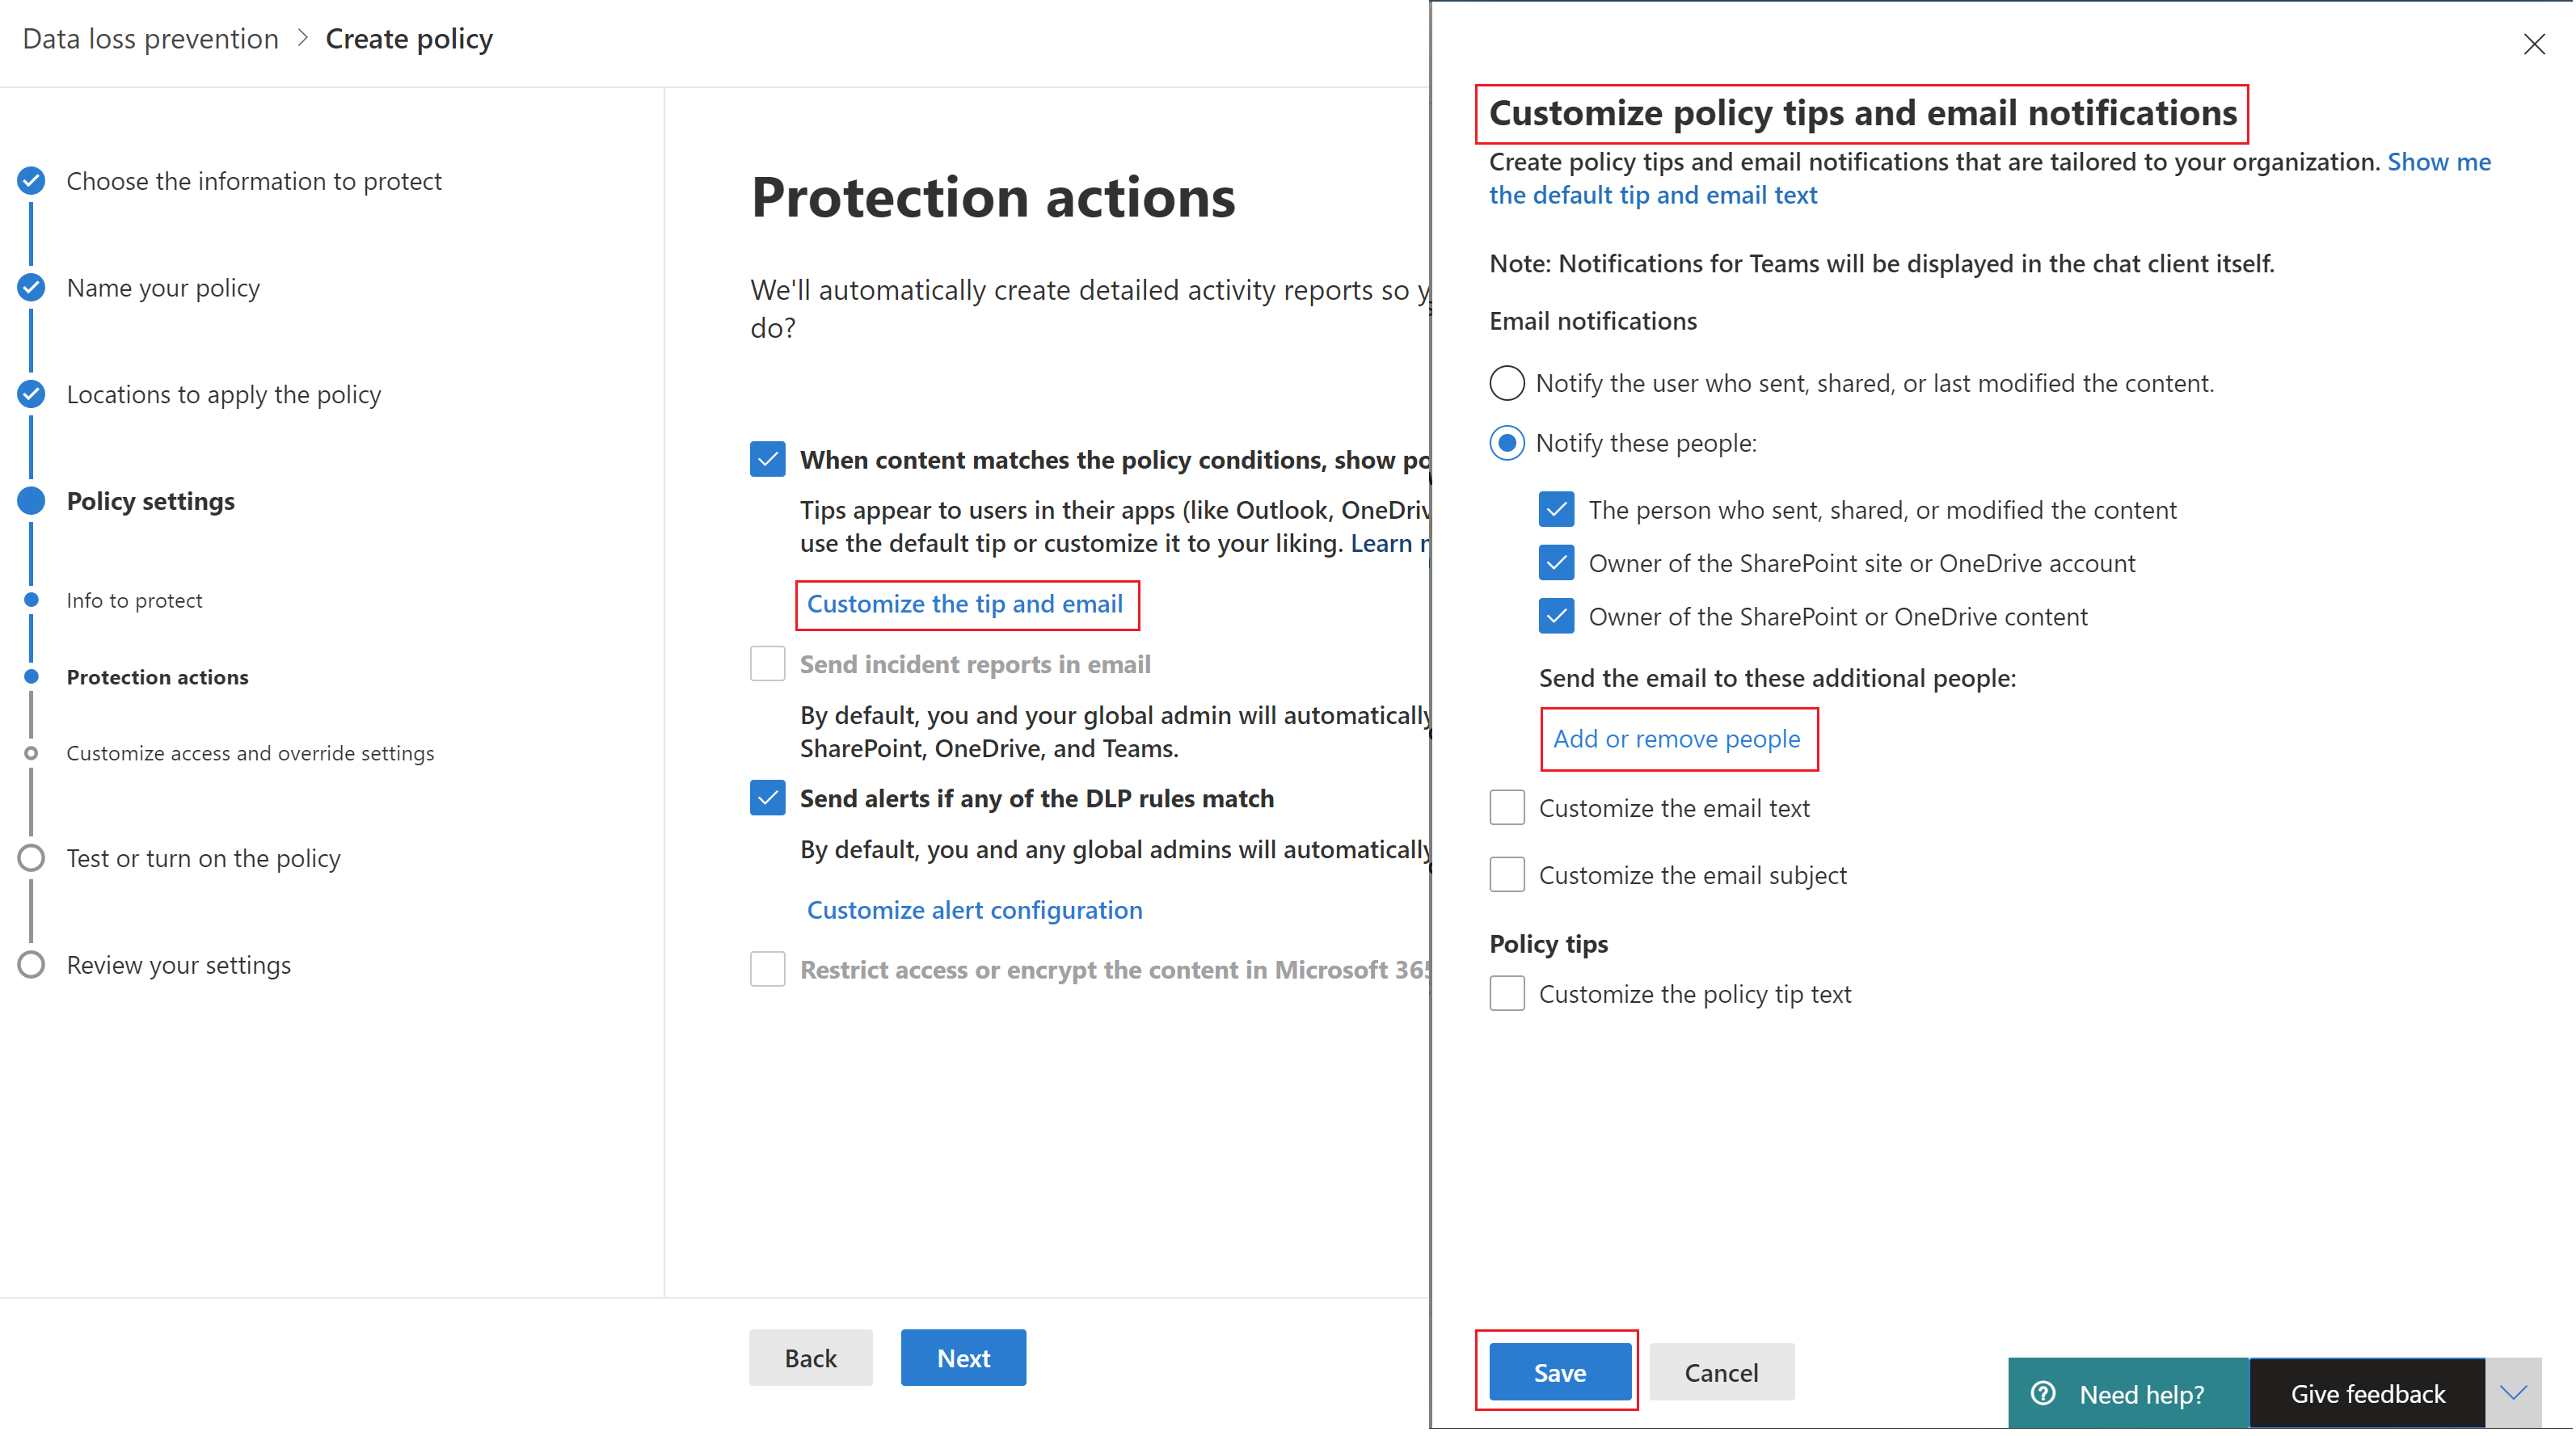 Data loss prevention > Create policy
Choose the information to protect
Name your policy
Locations to apply the policy
Policy settings
Info to protect
Protection actions
Customize access and override settings
Test or turn on the policy
Review your settings
Protection actions
We'll automatically create detailed activity reports so
do?
When content matches the policy conditions, show
Tips appear to users in their apps (like Outlook,
use the default tip or customize it to your liking. Learn
Customize the tip and email
Send incident reports in email
By default, you and your global admin will automatically
SharePoint, OneDrive, and Teams.
Send alerts if any of the DLP rules match
By default, you and any global admins will automatically
Customize alert configuration
Restrict access or encrypt the content in Microsoft 365
Back
Next
Customize policy tips and email notifications
Create policy tips and email notifications that are tailored to your organization. Show me
the default tip and email text
Note: Notifications for Teams will be displayed in the chat client itself.
Email notifications
Notify the user who sent, shared, or last modified the content.
Notify these people:
The person who sent, shared, or modified the content
Owner of the SharePoint site or OneDrive account
Owner of the SharePoint or OneDrive content
Send the email to these additional people:
Add or remove people
Customize the email text
Customize the email subject
Policy tips
Customize the policy tip text
Save
Cancel
Need help?
Give feedback